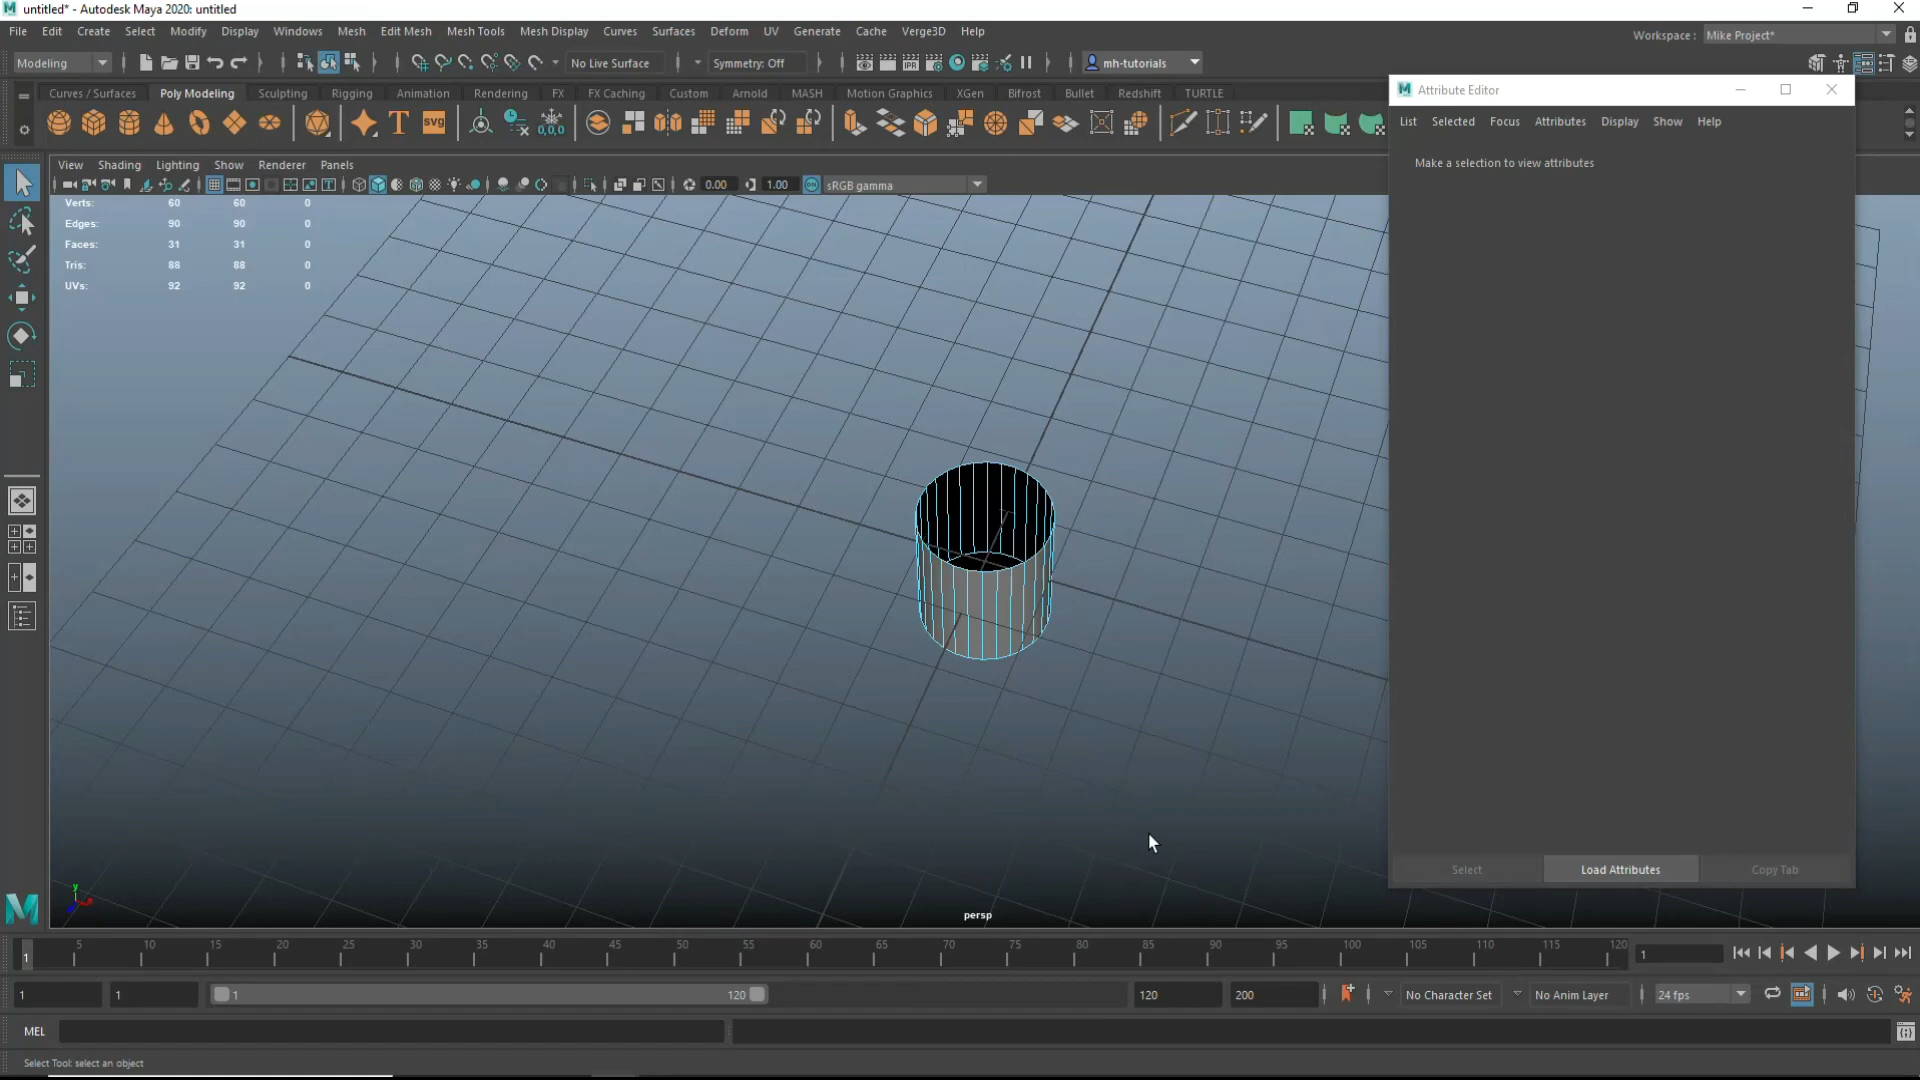 untitled* - Autodesk Maya 2020: untitled
File Edit Create Select Modify Display Windows Mesh Edit Mesh Mesh Tools Mesh Display Curves Surfaces Deform UV Generate Cache Verge3D Help
Workspace : Mike Project*
Modeling No Live Surface Symmetry: Off mh-tutorials
Curves / Surfaces Poly Modeling Sculpting Rigging Animation Rendering FX FX Caching Custom Arnold MASH Motion Graphics XGen Bifrost Bullet Redshift TURTLE
View Shading Lighting Show Renderer Panels
0.00 1.00 sRGB gamma
Verts: 60 60 0
Edges: 90 90 0
Faces: 31 31 0
Tris: 88 88 0
UVs: 92 92 0
Attribute Editor
List Selected Focus Attributes Display Show Help
Make a selection to view attributes
Select Load Attributes Copy Tab
persp
1 5 10 15 20 25 30 35 40 45 50 55 60 65 70 75 80 85 90 95 100 105 110 115 120 1
1 1 1 120 120 200 No Character Set No Anim Layer 24 fps
MEL
Select Tool: select an object